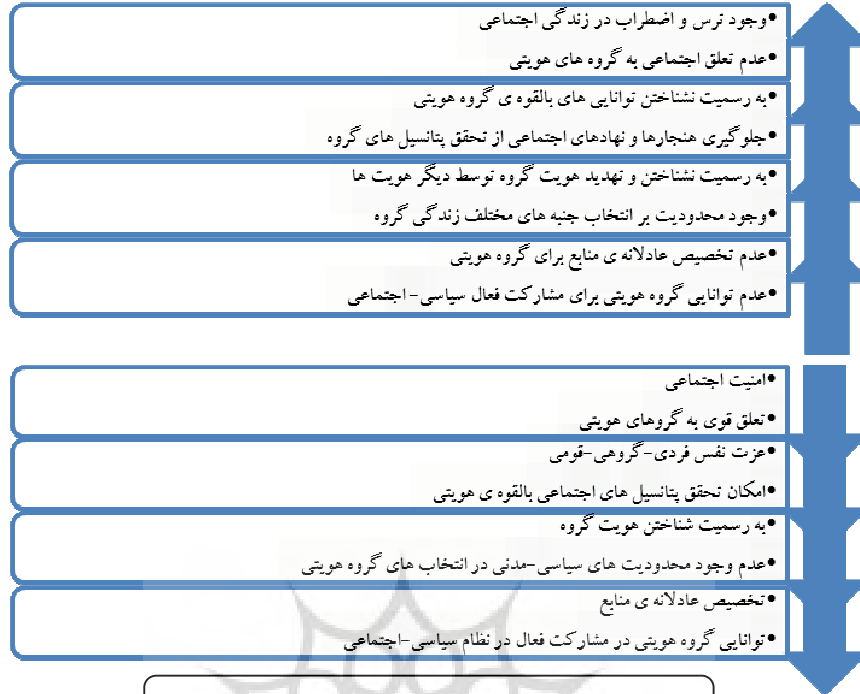 •وجود ترس و اضطراب در زندگی اجتماعی
•عدم تعلق اجتماعی به گروه های هویتی
•به رسمیت نشناختن توانایی های بالقوه ی گروه هویتی
•جلوگیری هنجارها و نهادهای اجتماعی از تحقق پتانسیل های گروه
•به رسمیت نشناختن و تهدید هویت گروه توسط دیگر هویت ها
•وجود محدودیت بر انتخاب جنبه های مختلف زندگی گروه
•عدم تخصیص عادلانه ی منابع برای گروه هویتی
•عدم توانایی گروه هویتی برای مشارکت فعال سیاسی-اجتماعی
•امنیت اجتماعی
•تعلق قوی به گروهای هویتی
•عزت نفس فردی-گروهی-قومی
•امکان تحقق پتانسیل های اجتماعی بالقوه ی هویتی
•به رسمیت شناختن هویت گروه
•عدم وجود محدودیت های سیاسی-مدنی در انتخاب های گروه هویتی
•تخصیص عادلانه ی منابع
•توانایی گروه هویتی در مشارکت فعال در نظام سیاسی-اجتماعی